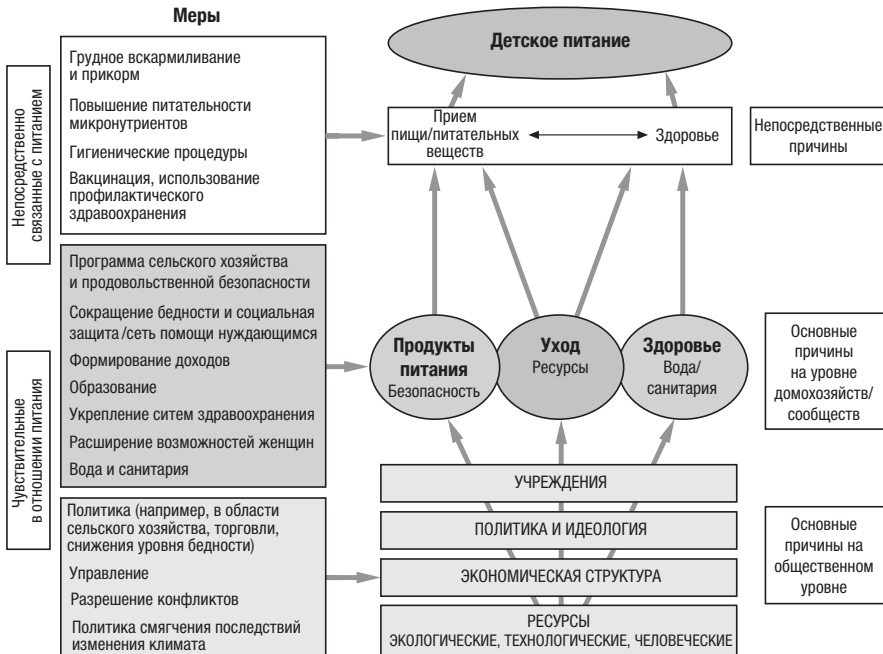 Меры
Непосредственно
связанные с питанием
Грудное вскармиливание
и прикорм
Повышение питательности
микронутриентов
Гигиенические процедуры
Вакцинация, использование
профилактического
здравоохранения
Чувствительные
в отношении питания
Программа сельского хозяйства
и продовольственной безопасности
Сокращение бедности и социальная
защита/сеть помощи нуждающимся
Формирование доходов
Образование
Укрепление ситем здравоохранения
Расширение возможностей женщин
Вода и санитария
Политика (например, в области
сельского хозяйства, торговли,
снижения уровня бедности)
Управление
Разрешение конфликтов
Политика смягчения последствий
изменения климата
Детское питание
Прием
пищи/питательных
веществ
Здоровье
Непосредственные
причины
Продукты
питания
Безопасность
Уход
Ресурсы
Здоровье
Вода/
санитария
Основные
причины
на уровне
домохозяйств/
сообществ
УЧРЕЖДЕНИЯ
ПОЛИТИКА И ИДЕОЛОГИЯ
ЭКОНОМИЧЕСКАЯ СТРУКТУРА
РЕСУРСЫ
ЭКОЛОГИЧЕСКИЕ, ТЕХНОЛОГИЧЕСКИЕ, ЧЕЛОВЕЧЕСКИЕ
Основные
причины на
общественном
уровне